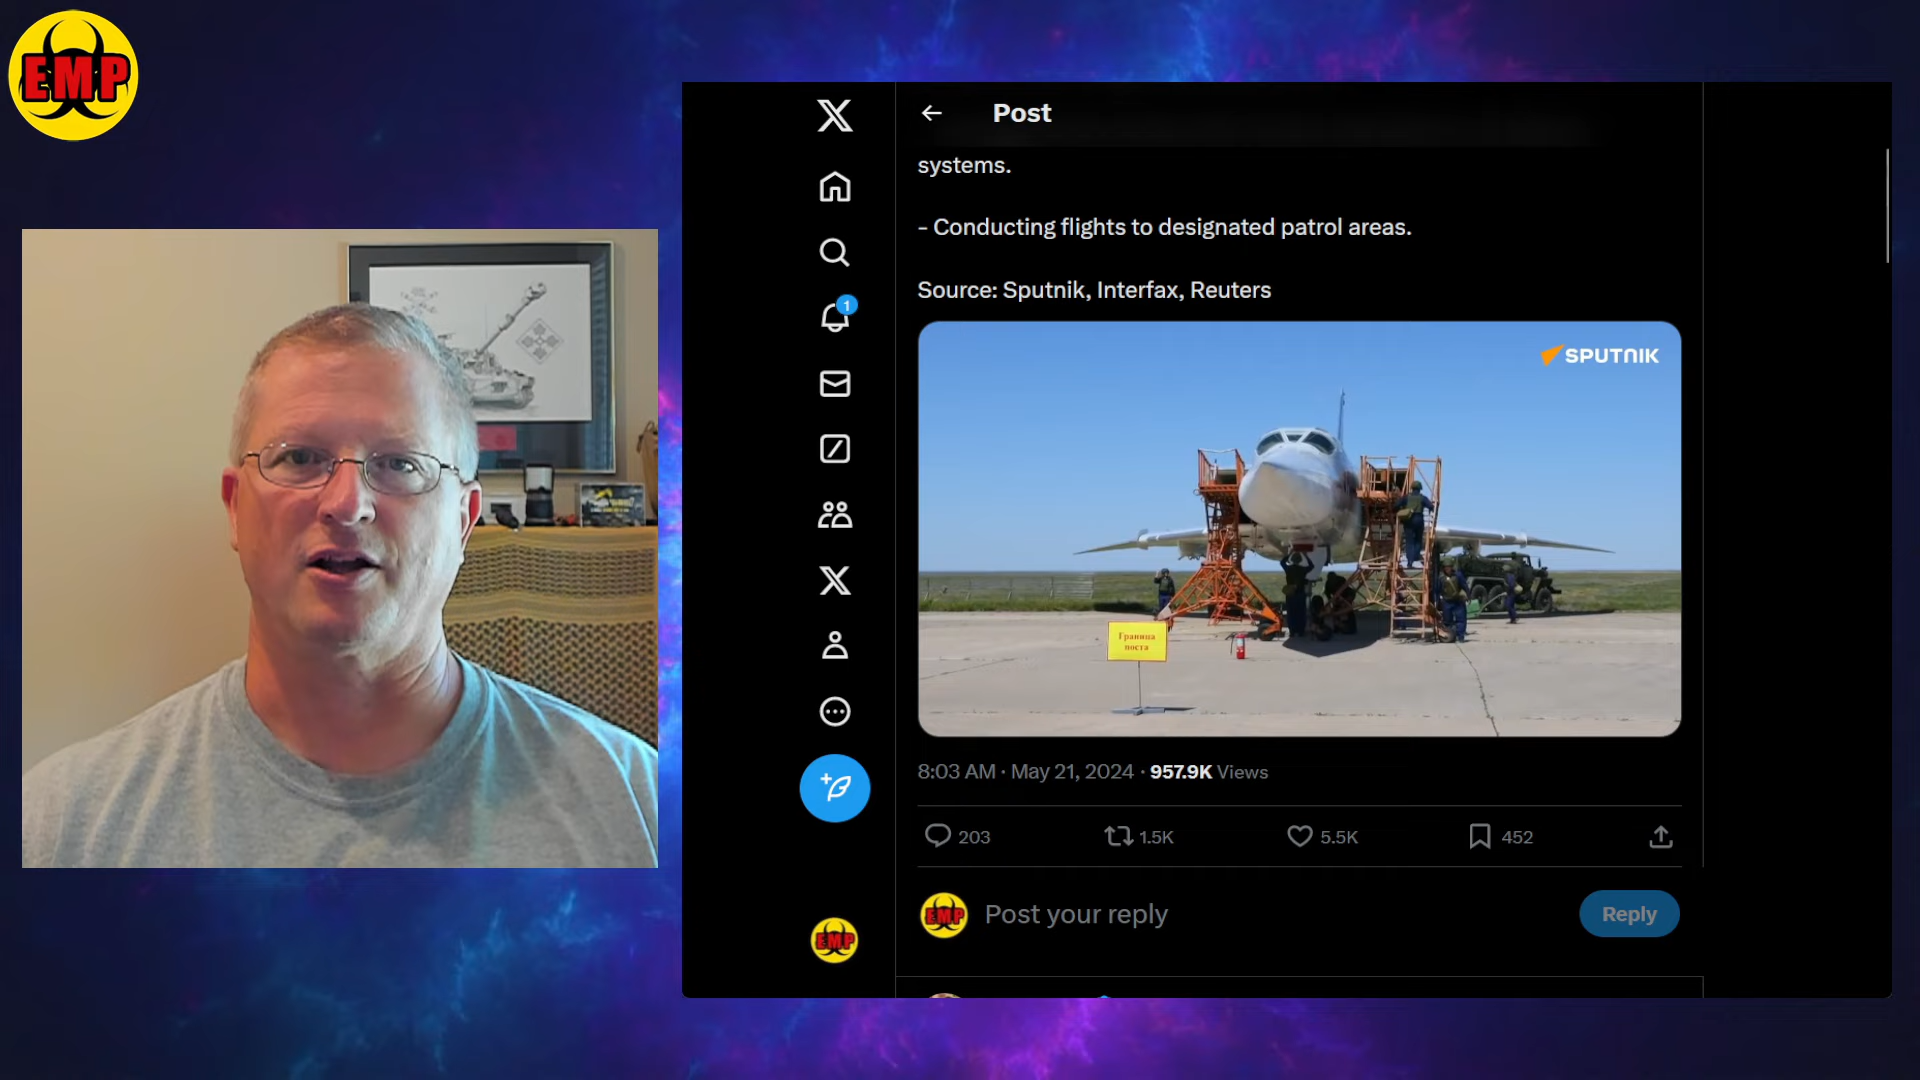 EMP
Post
systems.
- Conducting flights to designated patrol areas.
Source: Sputnik, Interfax, Reuters
SPUTNIK
Граница
поста
1
8:03 AM · May 21, 2024 · 957.9K Views
203
1.5K
5.5K
452
EMP
Post your reply
Reply
EMP